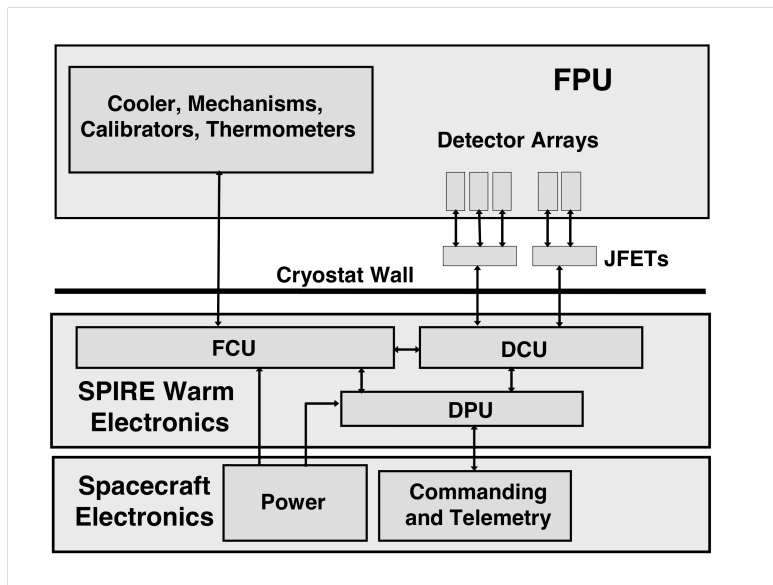 FPU
Cooler, Mechanisms,
Calibrators, Thermometers
Detector Arrays
JFETs
Cryostat Wall
FCU
DCU
SPIRE Warm
Electronics
DPU
Spacecraft
Electronics
Power
Commanding
and Telemetry